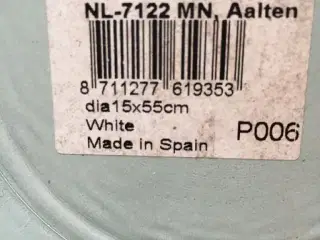 NL-7122 MN, Aalten
8 711277 619353
dia15x55cm
White
P006
Made in Spain